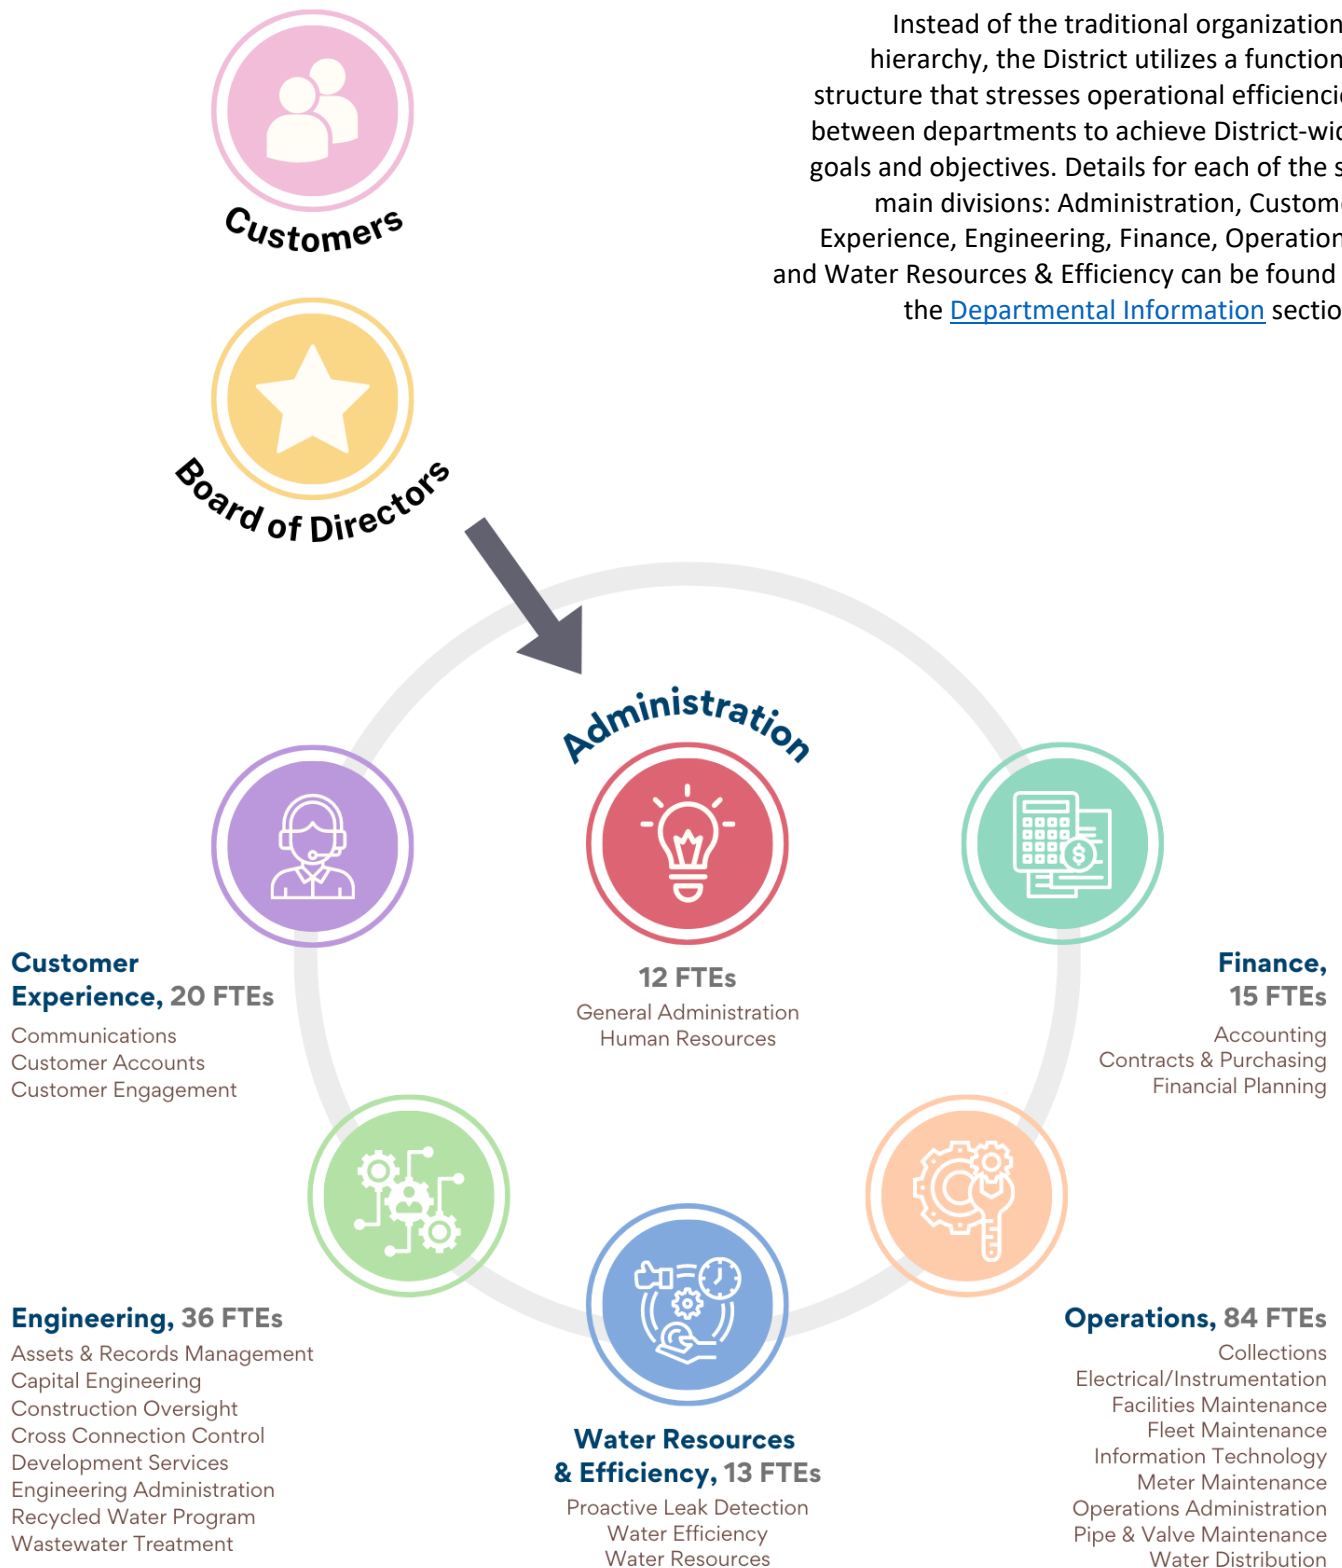 Instead of the traditional organization
hierarchy, the District utilizes a function
structure that stresses operational efficiencie
between departments to achieve District-wid
goals and objectives. Details for each of the s
main divisions: Administration, Custome
Experience, Engineering, Finance, Operation
and Water Resources & Efficiency can be found
the Departmental Information sectio
Customers
Board of Directors
Administration
12 FTEs
General Administration
Human Resources
Customer
Experience, 20 FTEs
Communications
Customer Accounts
Customer Engagement
Finance,
15 FTEs
Accounting
Contracts & Purchasing
Financial Planning
$
Engineering, 36 FTEs
Assets & Records Management
Capital Engineering
Construction Oversight
Cross Connection Control
Development Services
Engineering Administration
Recycled Water Program
Wastewater Treatment
Water Resources
& Efficiency, 13 FTEs
Proactive Leak Detection
Water Efficiency
Water Resources
Operations, 84 FTEs
Collections
Electrical/Instrumentation
Facilities Maintenance
Fleet Maintenance
Information Technology
Meter Maintenance
Operations Administration
Pipe & Valve Maintenance
Water Distribution